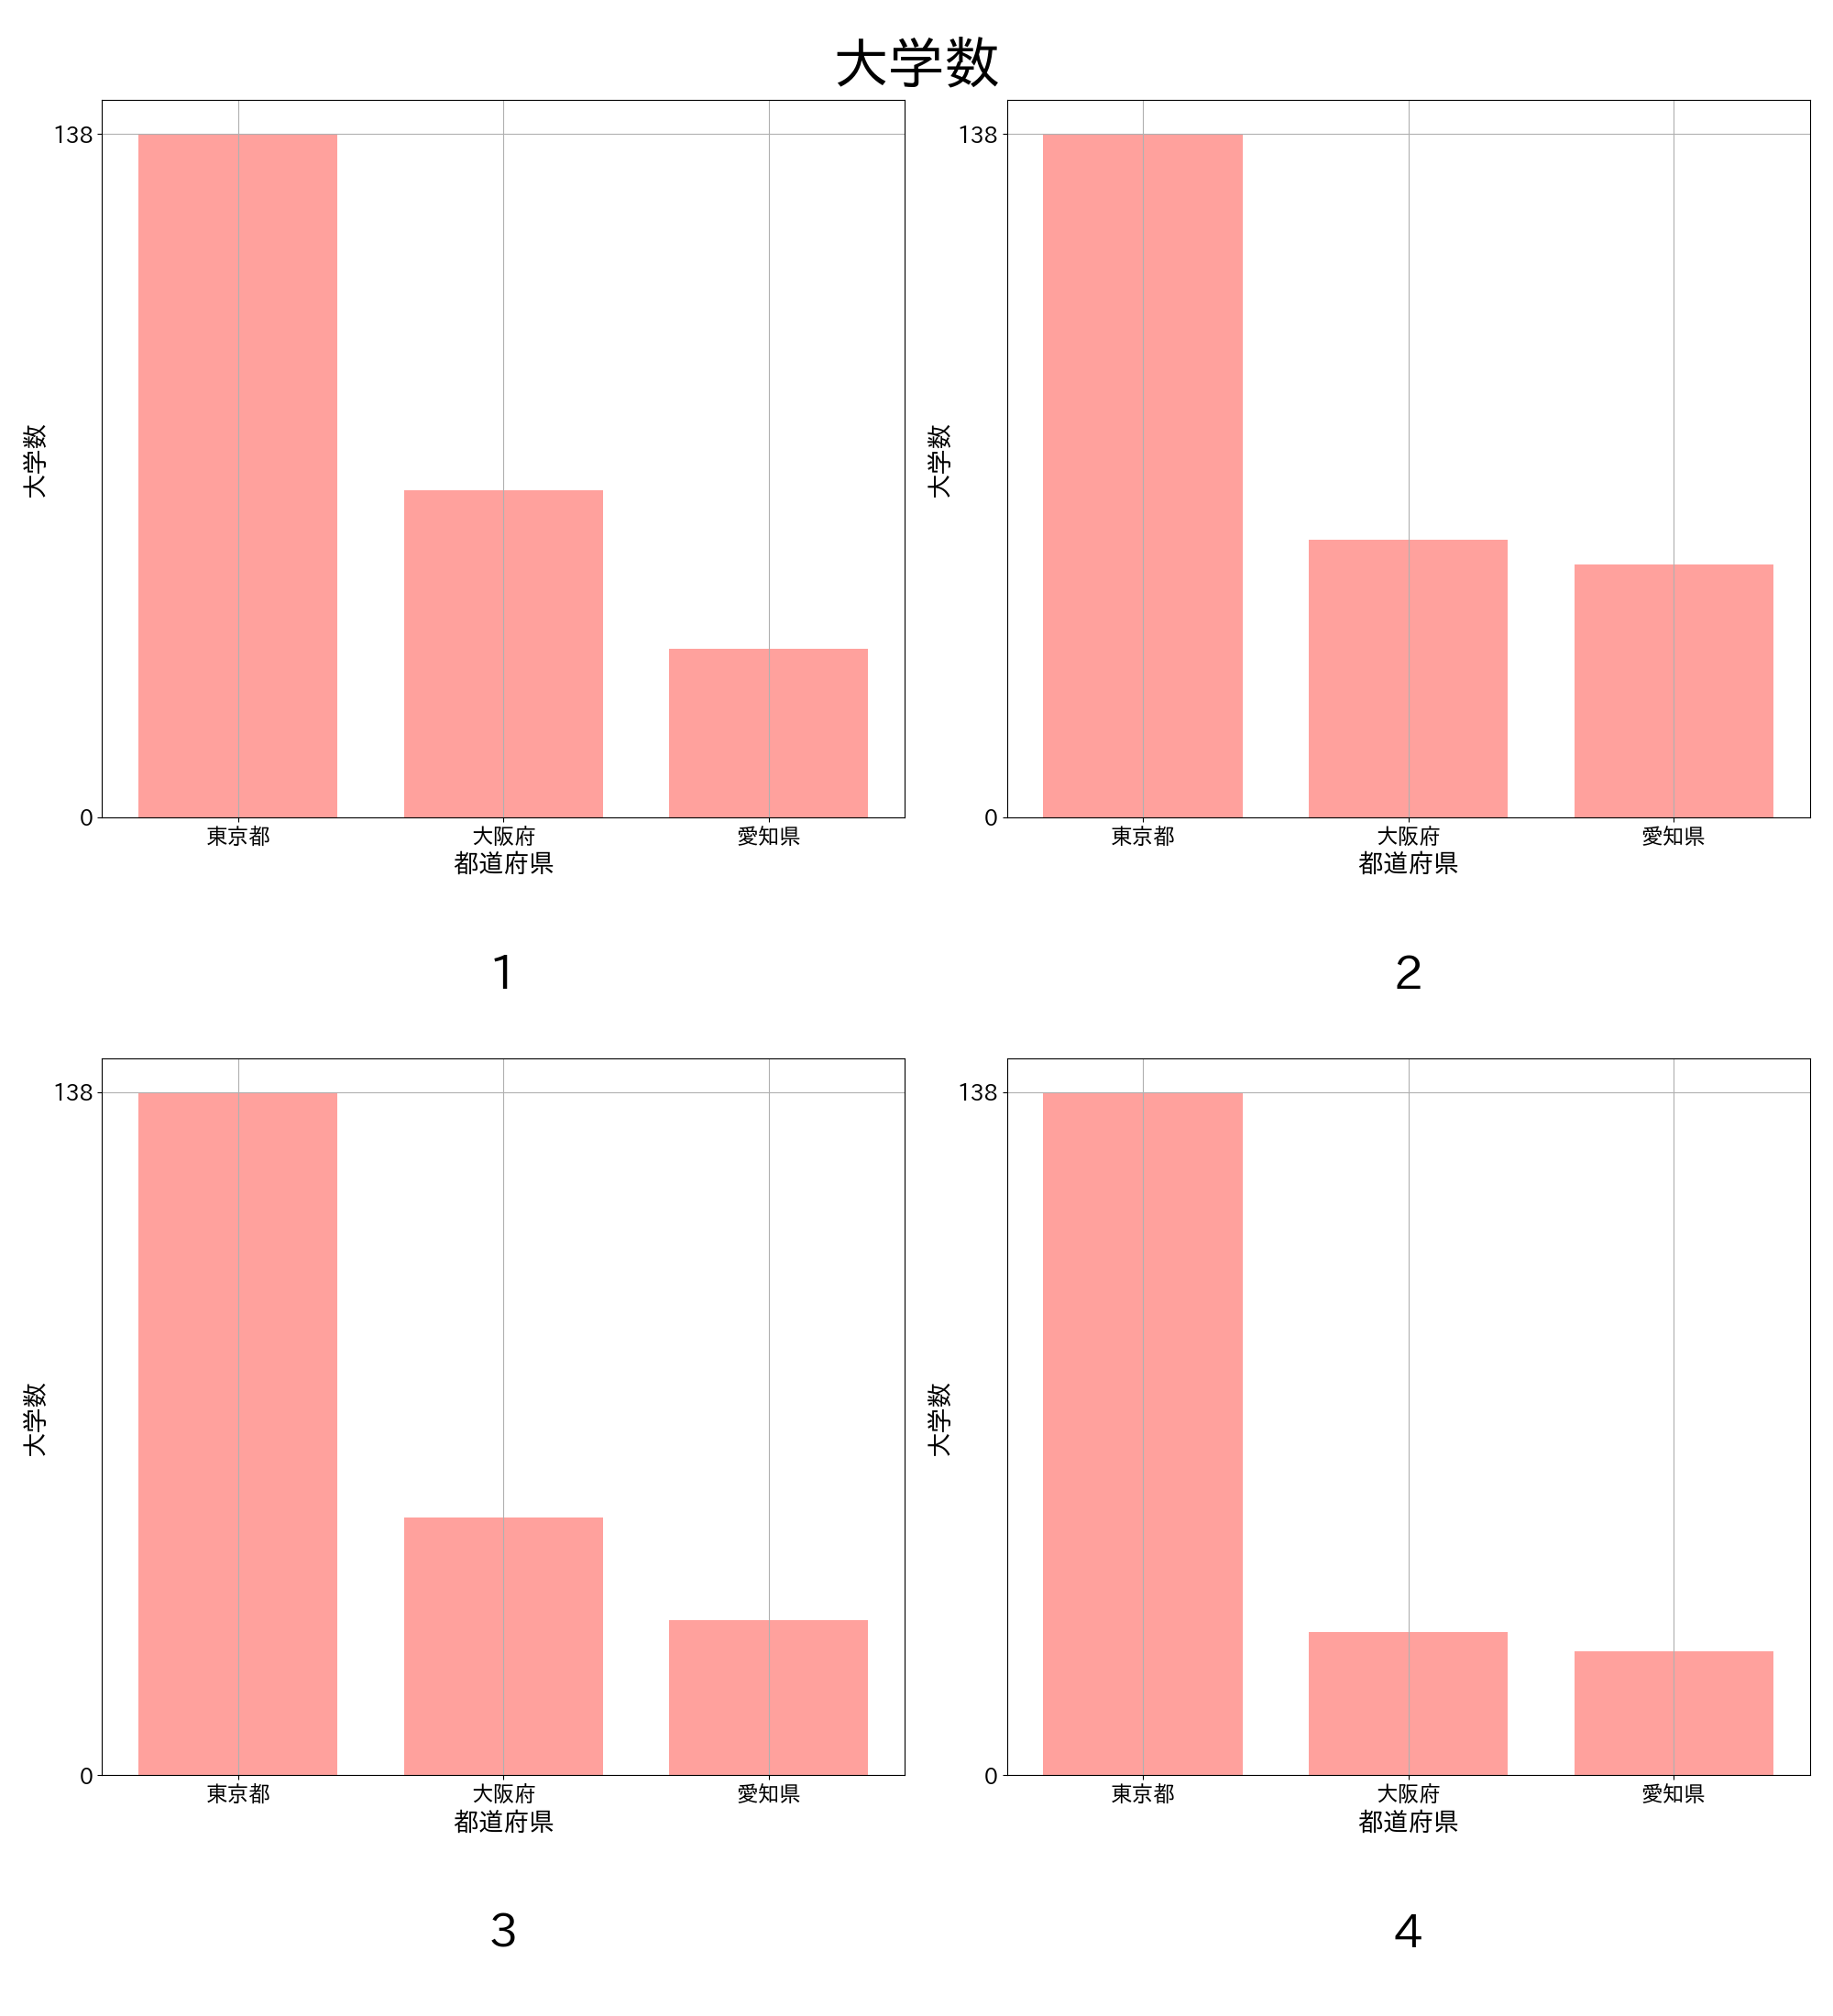 大学数
138
0
大学数
東京都 大阪府 愛知県
都道府県
1
138
0
大学数
東京都 大阪府 愛知県
都道府県
2
138
0
大学数
東京都 大阪府 愛知県
都道府県
3
138
0
大学数
東京都 大阪府 愛知県
都道府県
4